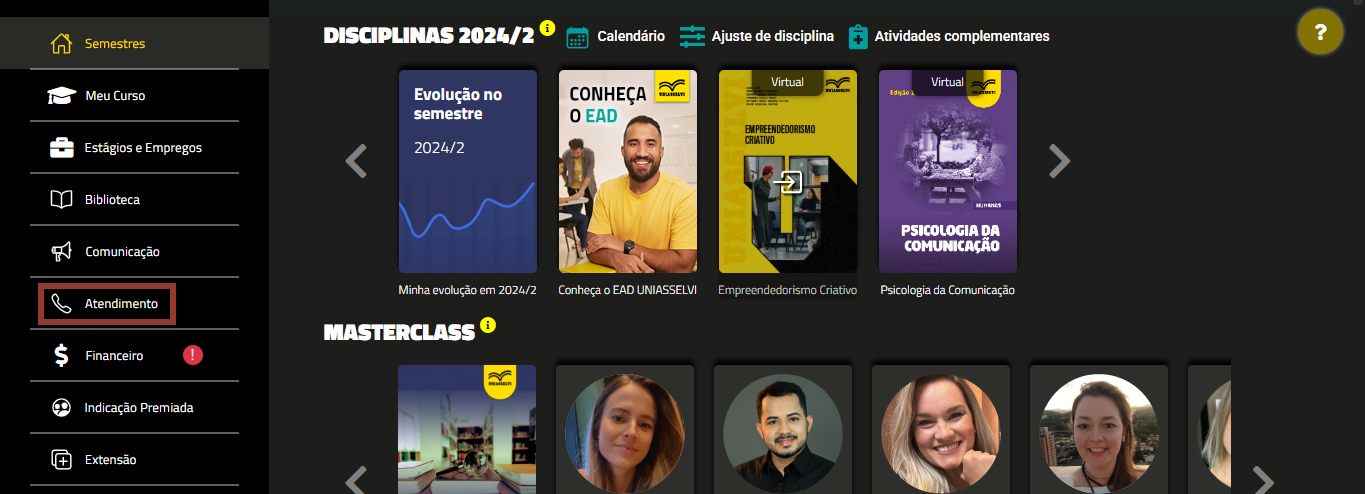 Semestres
Meu Curso
Estágios e Empregos
Biblioteca
Comunicação
Atendimento
Financeiro
!
Indicação Premiada
Extensão
DISCIPLINAS 2024/2
i
Calendário
Ajuste de disciplina
Atividades complementares
?
Evolução no
semestre
2024/2
Minha evolução em 2024/2
CONHEÇA
O EAD
UNIASSELVI
Conheça o EAD UNIASSELVI
Virtual
UNIASSELVI
EMPREENDEDORISMO
CRIATIVO
Empreendedorismo Criativo
Virtual
UNIASSELVI
HUMANAS
PSICOLOGIA DA
COMUNICAÇÃO
Psicologia da Comunicação
MASTERCLASS
i
UNIASSELVI